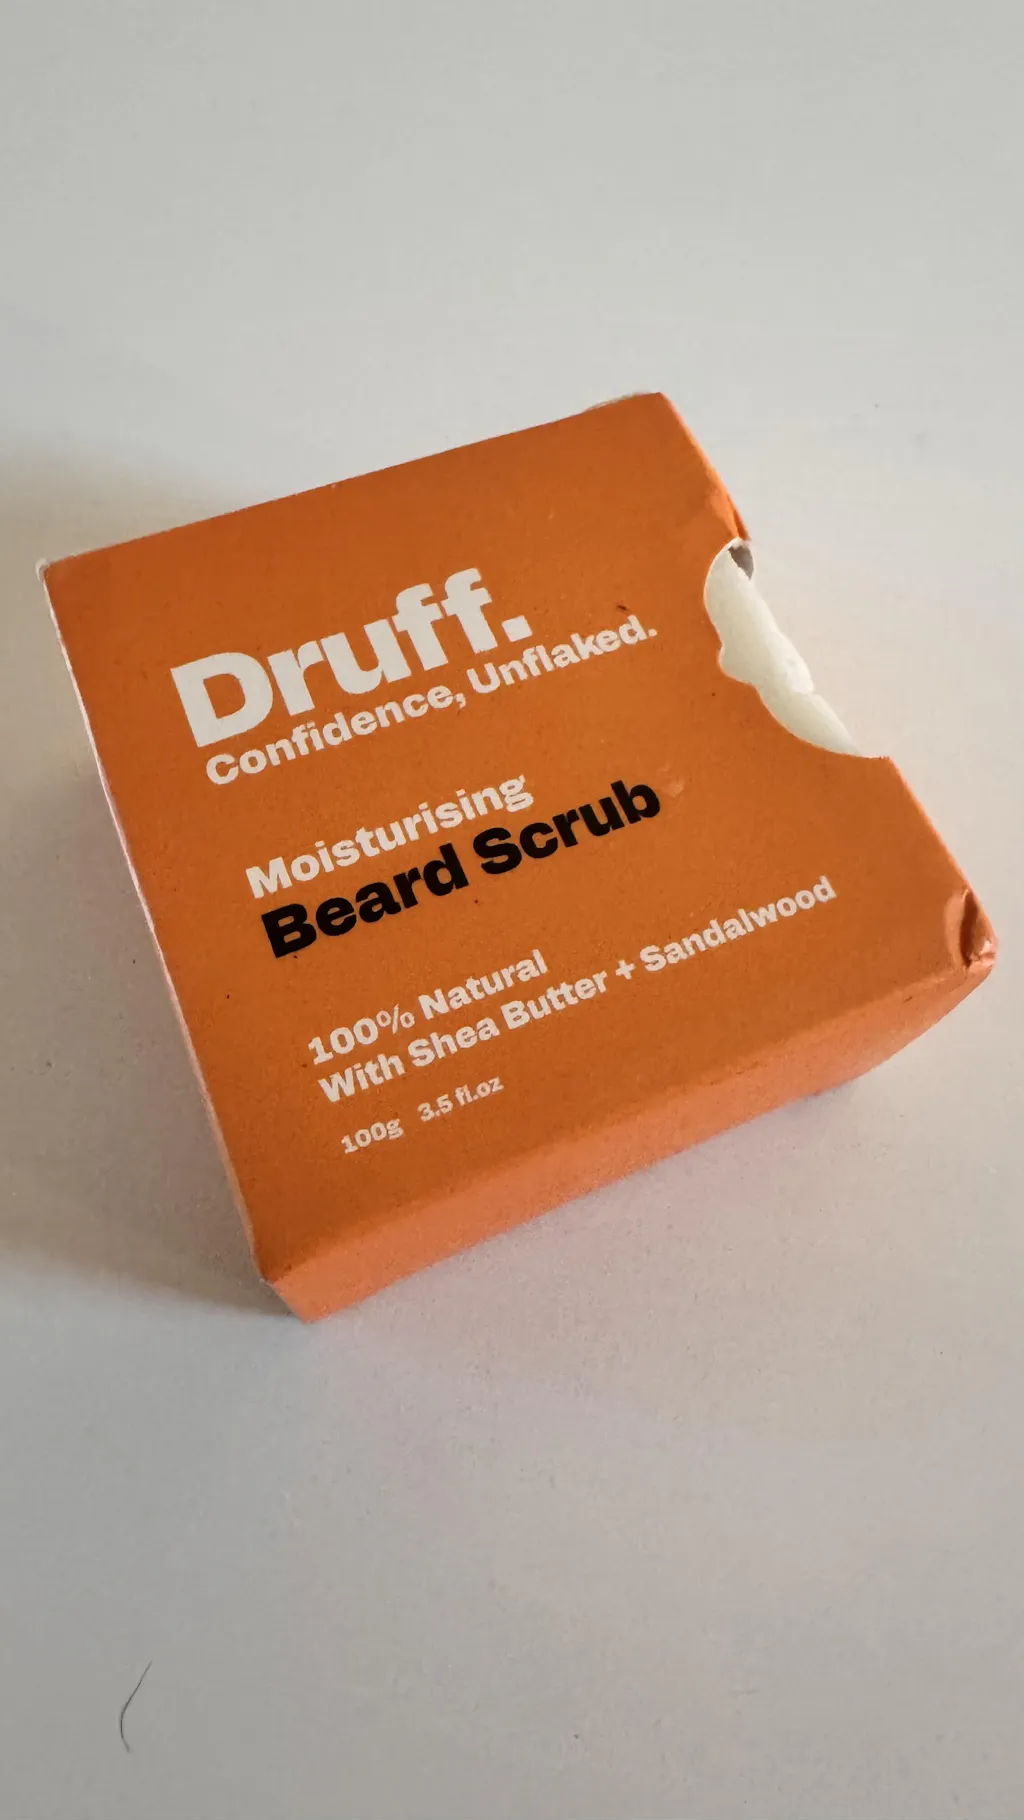 Druff.
Confidence, Unflaked.
Moisturising
Beard Scrub
100% Natural
With Shea Butter + Sandalwood
100g 3.5 fl.oz